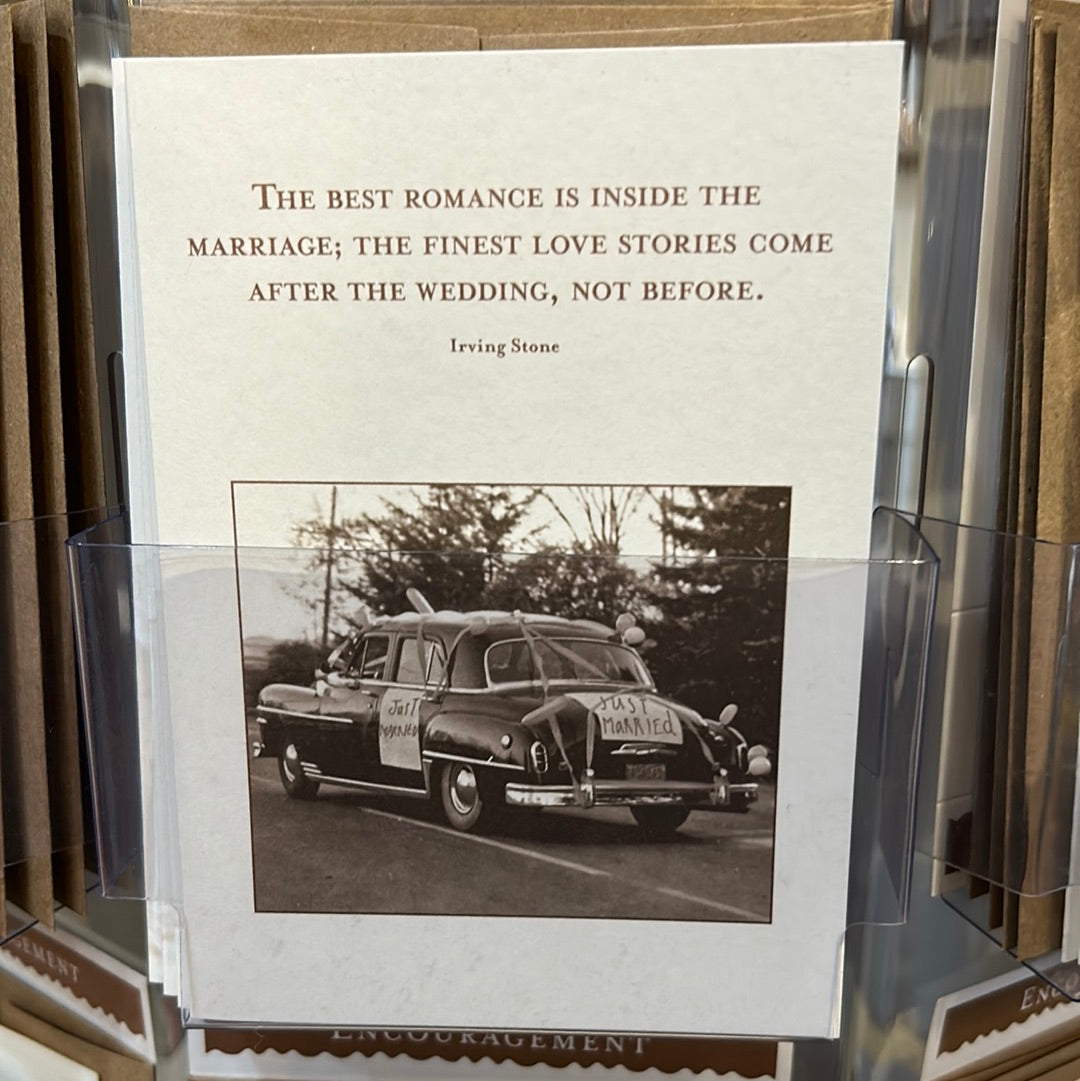 THE BEST ROMANCE IS INSIDE THE
MARRIAGE; THE FINEST LOVE STORIES COME
AFTER THE WEDDING, NOT BEFORE.
Irving Stone
JUST
MARRIED
JUST
MARRIEd
ENCOURAGEMENT